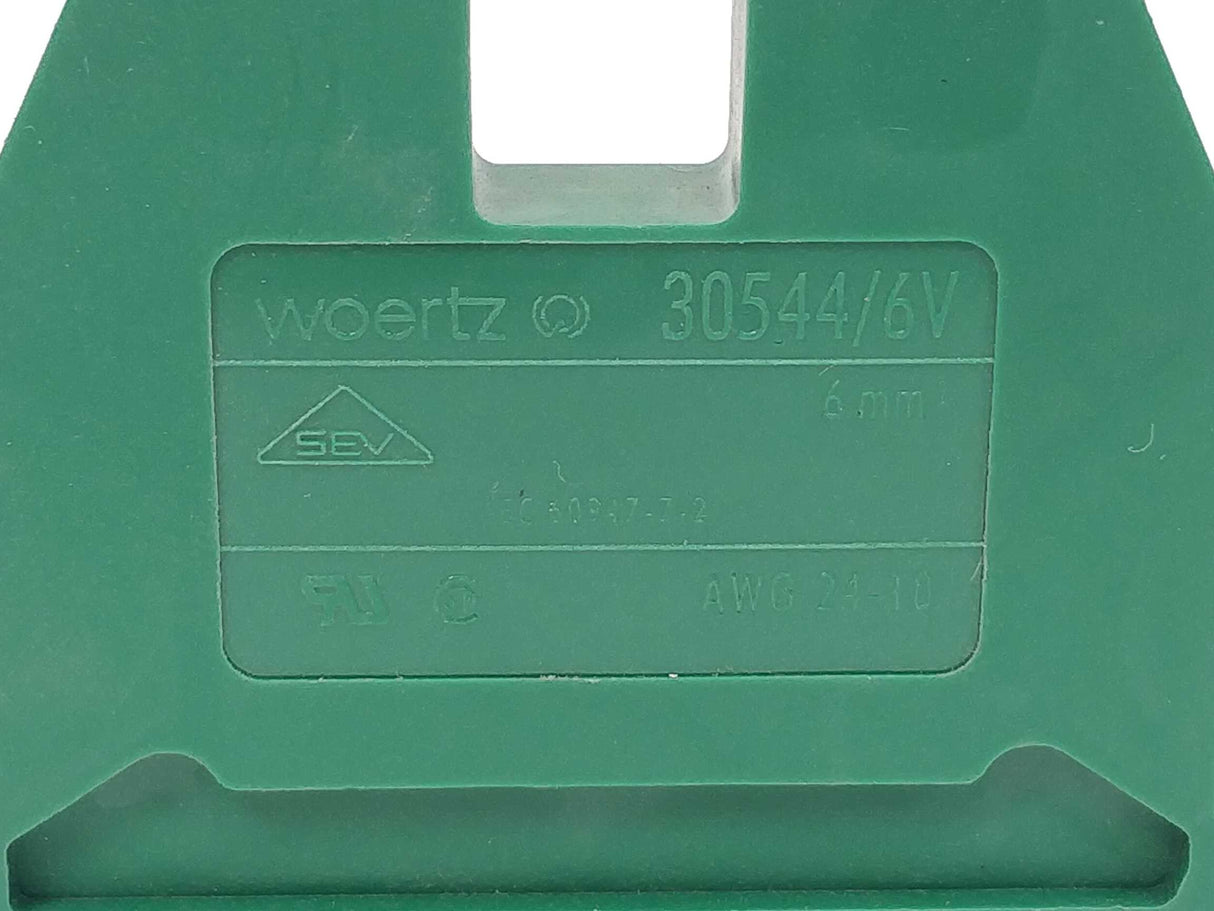 woertz 30544/6V
6 mm²
SEV
IEC 60947-7-2
AWG 24-10